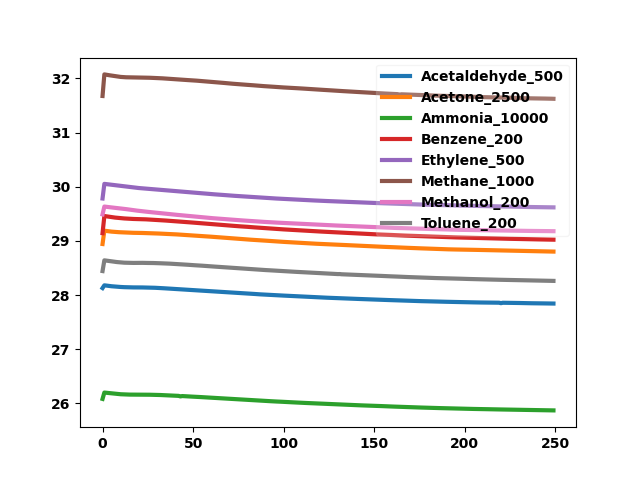 32
31
30
29
28
27
26
0
50
100
150
200
250
Acetaldehyde_500
Acetone_2500
Ammonia_10000
Benzene_200
Ethylene_500
Methane_1000
Methanol_200
Toluene_200